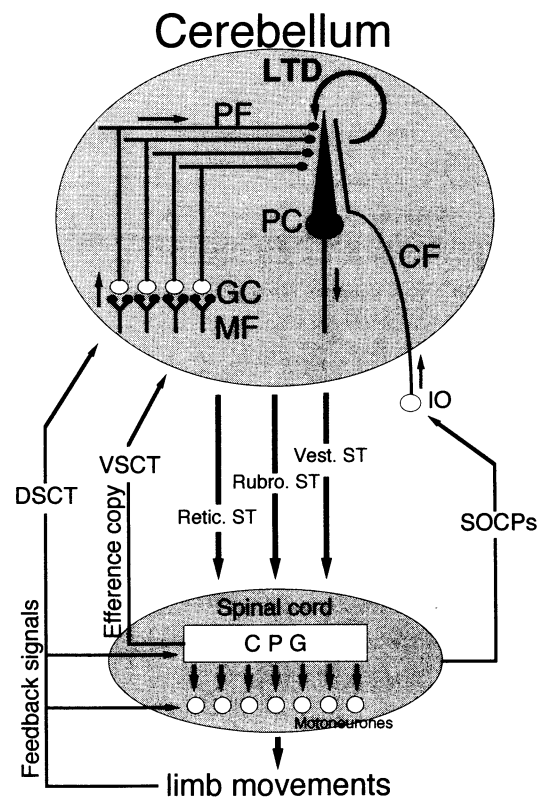 Cerebellum
LTD
PF
PC
CF
GC
MF
IO
VSCT
DSCT
Vest. ST
Rubro. ST
Retic. ST
SOCPs
Efference copy
Feedback signals
Spinal cord
C P G
Motoneurones
limb movements